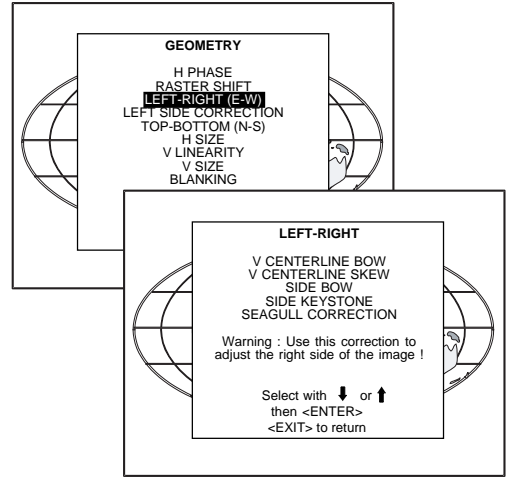 GEOMETRY
H PHASE
RASTER SHIFT
LEFT-RIGHT (E-W)
LEFT SIDE CORRECTION
TOP-BOTTOM (N-S)
H SIZE
V LINEARITY
V SIZE
BLANKING
LEFT-RIGHT
V CENTERLINE BOW
V CENTERLINE SKEW
SIDE BOW
SIDE KEYSTONE
SEAGULL CORRECTION
Warning : Use this correction to
adjust the right side of the image !
Select with ⬇ or ⬆
then <ENTER>
<EXIT> to return